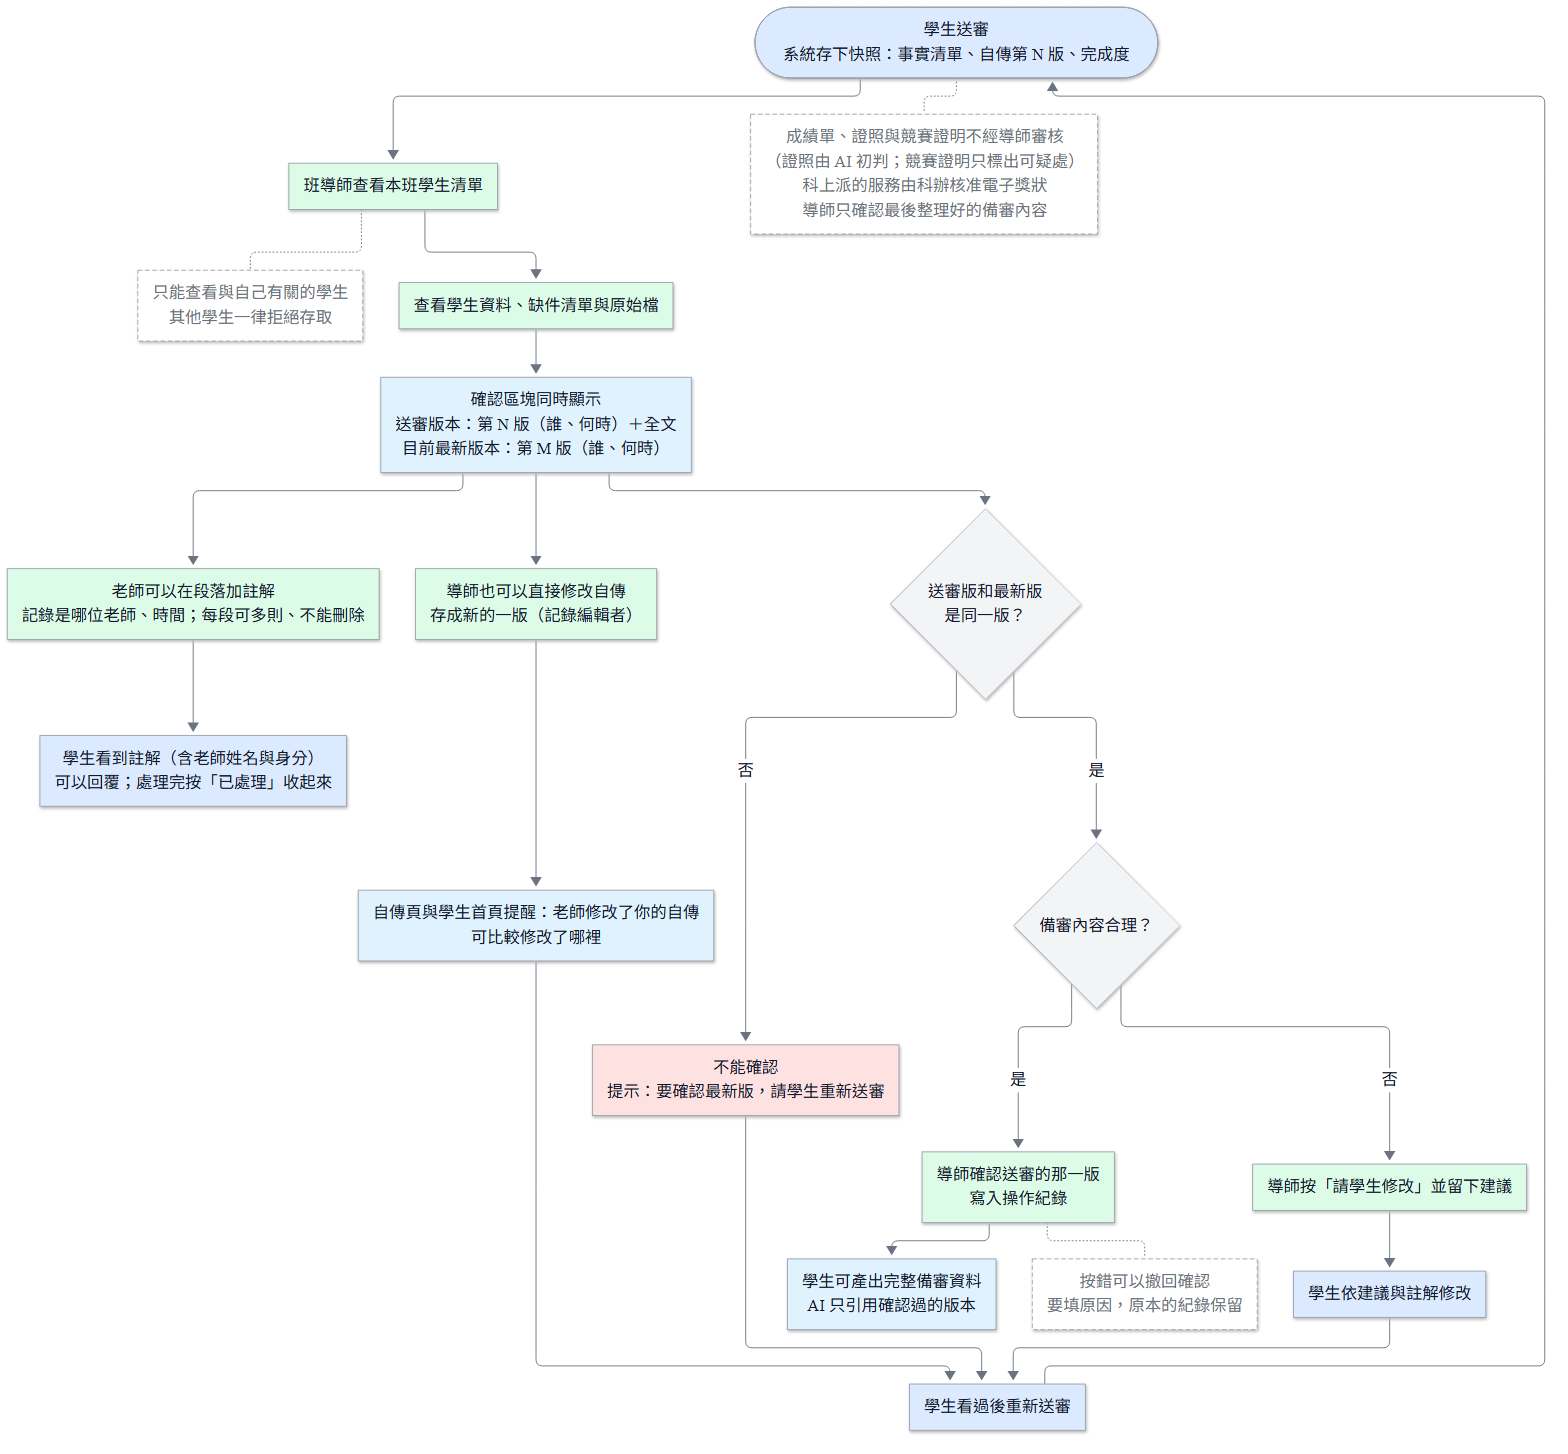 學生送審
系統存下快照：事實清單、自傳第 N 版、完成度
成績單、證照與競賽證明不經導師審核
（證照由 AI 初判；競賽證明只標出可疑處）
科上派的服務由科辦核准電子獎狀
導師只確認最後整理好的備審內容
班導師查看本班學生清單
只能查看與自己有關的學生
其他學生一律拒絕存取
查看學生資料、缺件清單與原始檔
確認區塊同時顯示
送審版本：第 N 版（誰、何時）＋全文
目前最新版本：第 M 版（誰、何時）
老師可以在段落加註解
記錄是哪位老師、時間；每段可多則、不能刪除
導師也可以直接修改自傳
存成新的一版（記錄編輯者）
送審版和最新版
是同一版？
學生看到註解（含老師姓名與身分）
可以回覆；處理完按「已處理」收起來
否
是
自傳頁與學生首頁提醒：老師修改了你的自傳
可比較修改了哪裡
備審內容合理？
不能確認
提示：要確認最新版，請學生重新送審
是
否
導師確認送審的那一版
寫入操作紀錄
導師按「請學生修改」並留下建議
學生可產出完整備審資料
AI 只引用確認過的版本
按錯可以撤回確認
要填原因，原本的紀錄保留
學生依建議與註解修改
學生看過後重新送審